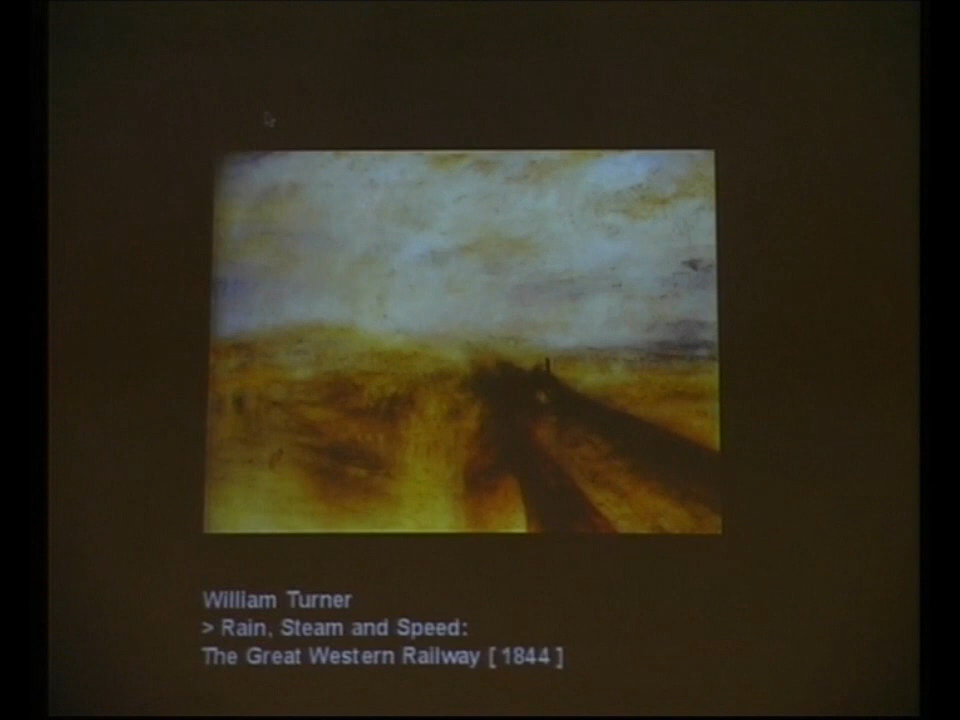 William Turner
> Rain, Steam and Speed:
The Great Western Railway [ 1844 ]